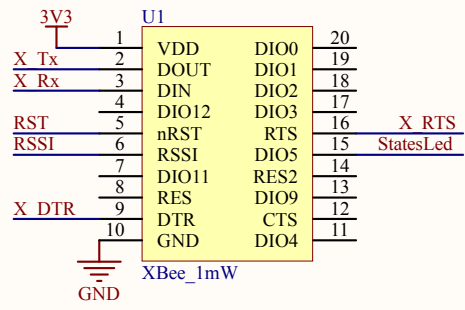 3V3 U1
1 VDD DIO0 20
X_Tx 2 DOUT DIO1 19
X_Rx 3 DIN DIO2 18
4 DIO12 DIO3 17
RST 5 nRST RTS 16 X_RTS
RSSI 6 RSSI DIO5 15 StatesLed
7 DIO11 RES2 14
8 RES DIO9 13
X_DTR 9 DTR CTS 12
10 GND DIO4 11
GND XBee_1mW